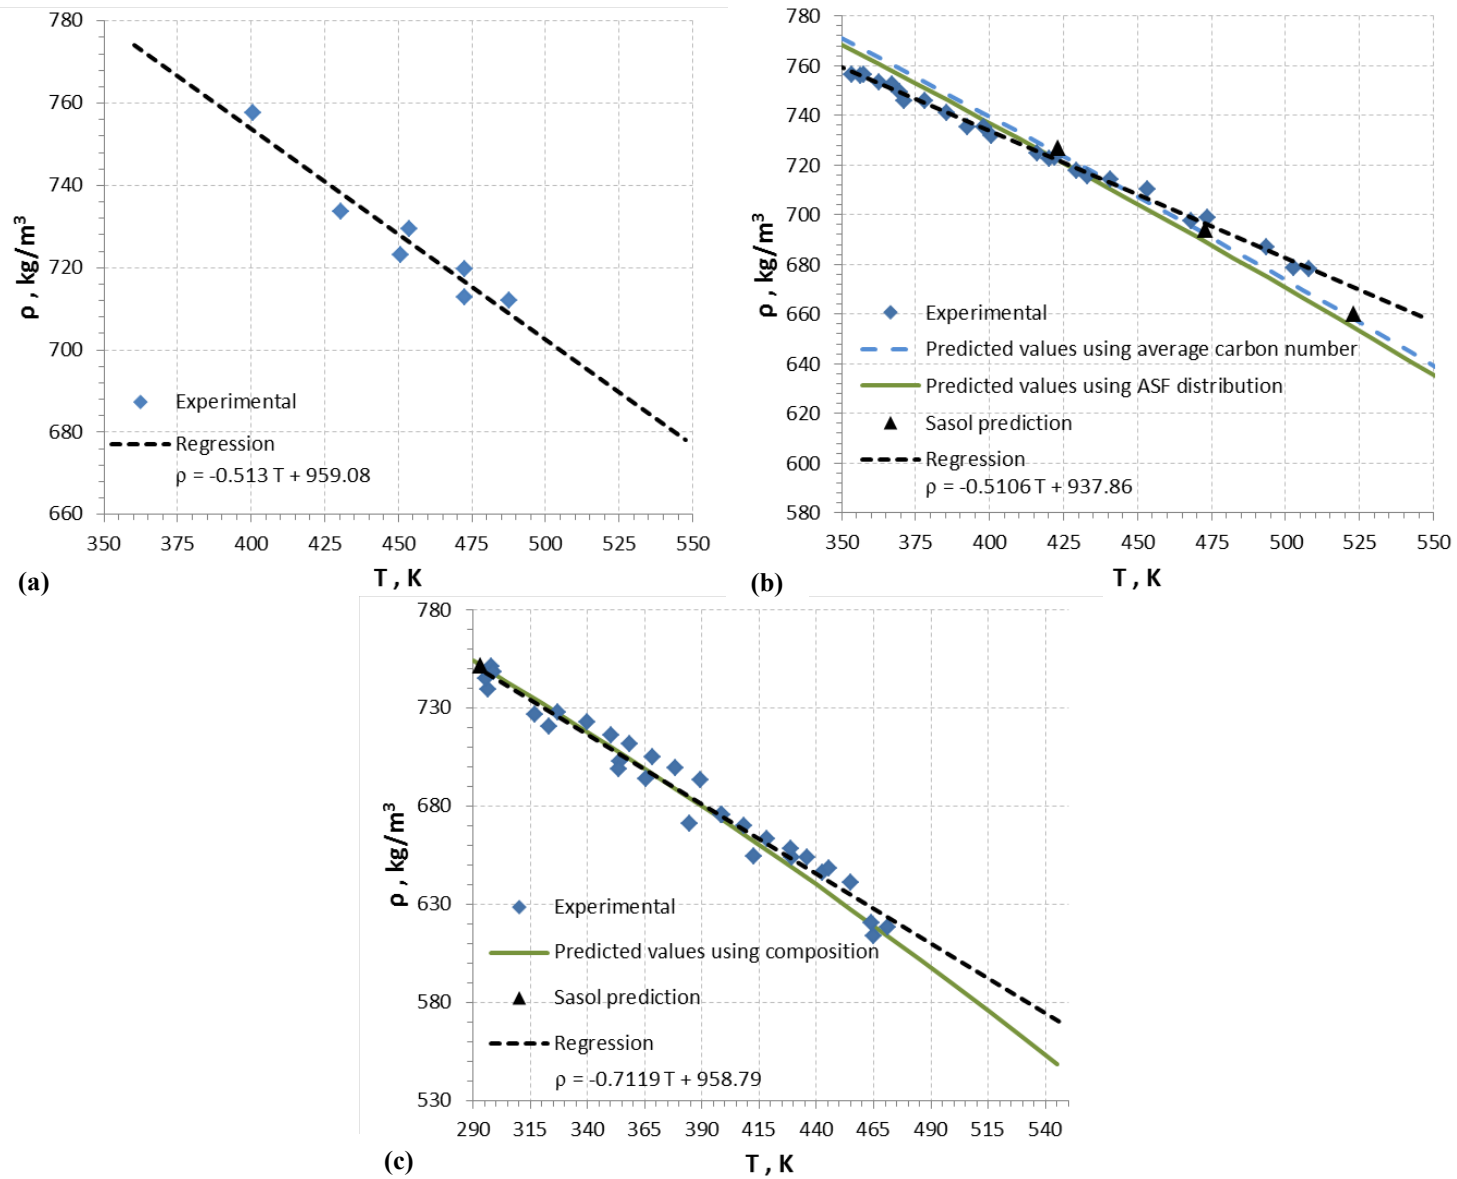 780
760
740
720
700
680
660
ρ , kg/m³
Experimental
Regression
ρ = -0.513 T + 959.08
350 375 400 425 450 475 500 525 550
T , K
(a)
780
760
740
720
700
680
660
640
620
600
580
ρ , kg/m³
Experimental
Predicted values using average carbon number
Predicted values using ASF distribution
Sasol prediction
Regression
ρ = -0.5106 T + 937.86
350 375 400 425 450 475 500 525 550
T , K
(b)
780
730
680
630
580
530
ρ , kg/m³
Experimental
Predicted values using composition
Sasol prediction
Regression
ρ = -0.7119 T + 958.79
290 315 340 365 390 415 440 465 490 515 540
T , K
(c)